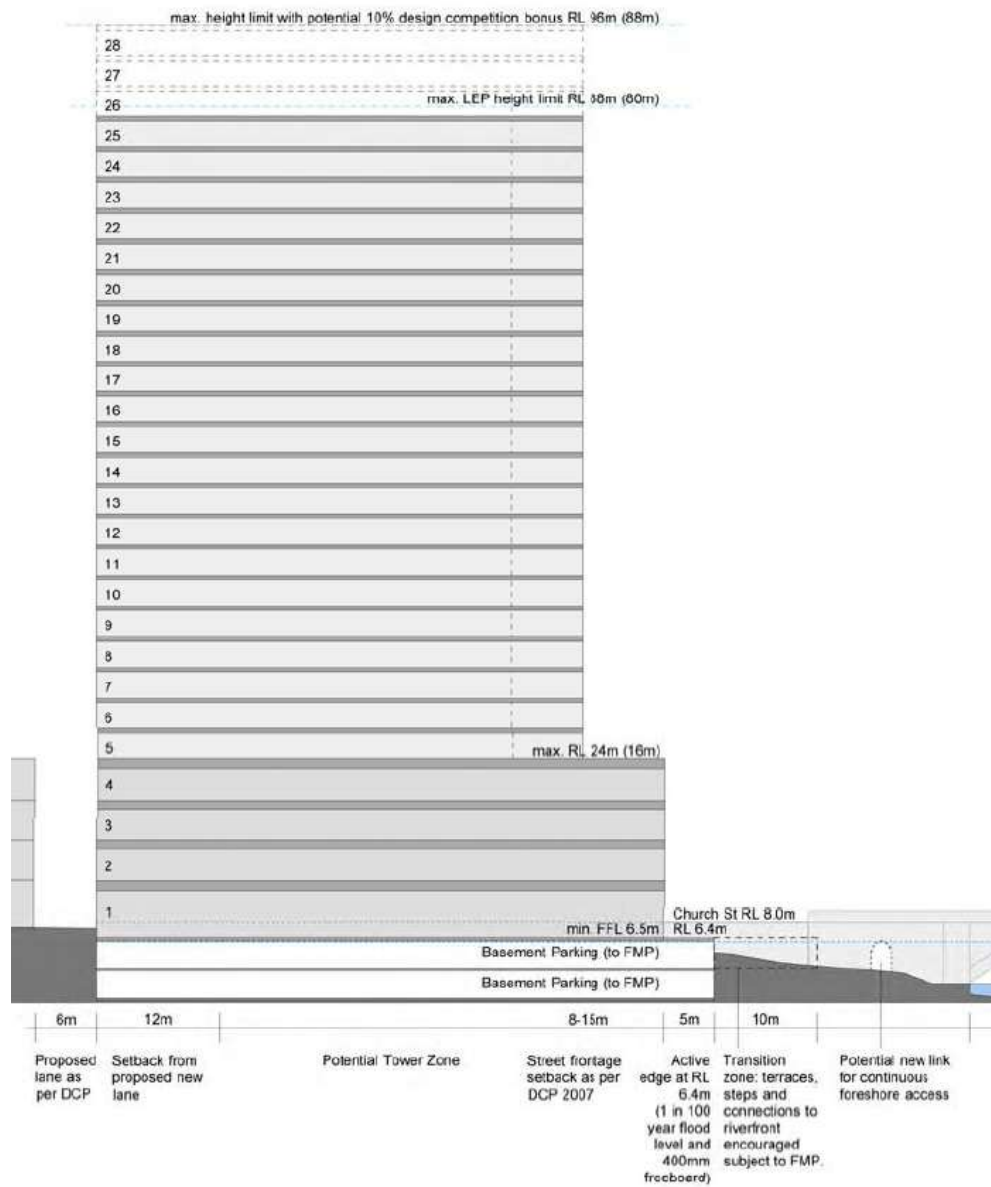 max. height limit with potential 10% design competition bonus RL 96m (88m)
28
27
max. LEP height limit RL 88m (80m)
26
25
24
23
22
21
20
19
18
17
16
15
14
13
12
11
10
9
8
7
6
5
max. RL 24m (16m)
4
3
2
1
Church St RL 8.0m
min. FFL 6.5m
RL 6.4m
Basement Parking (to FMP)
Basement Parking (to FMP)
6m
12m
8-15m
5m
10m
Proposed
lane as
per DCP
Setback from
proposed new
lane
Potential Tower Zone
Street frontage
setback as per
DCP 2007
Active
edge at RL
6.4m
(1 in 100
year flood
level and
400mm
freeboard)
Transition
zone: terraces,
steps and
connections to
riverfront
encouraged
subject to FMP.
Potential new link
for continuous
foreshore access